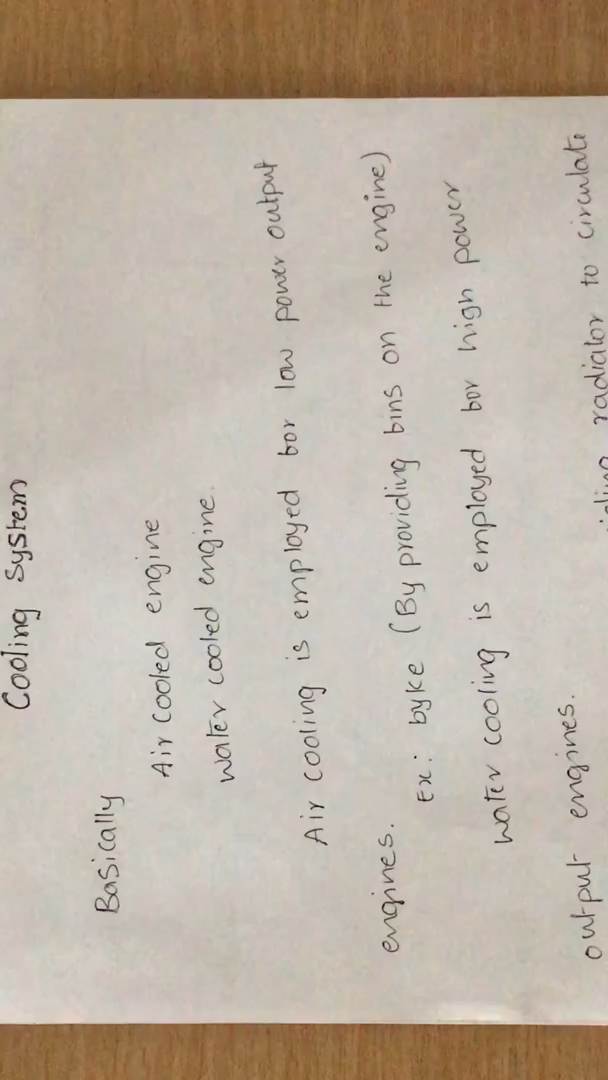 Cooling System
Basically
Air cooled engine
Water cooled engine.
Air cooling is employed bor low power output
engines.
Ex: byke (By providing bins on the engine)
Water cooling is employed bor high power
output engines.
radiator to circulate